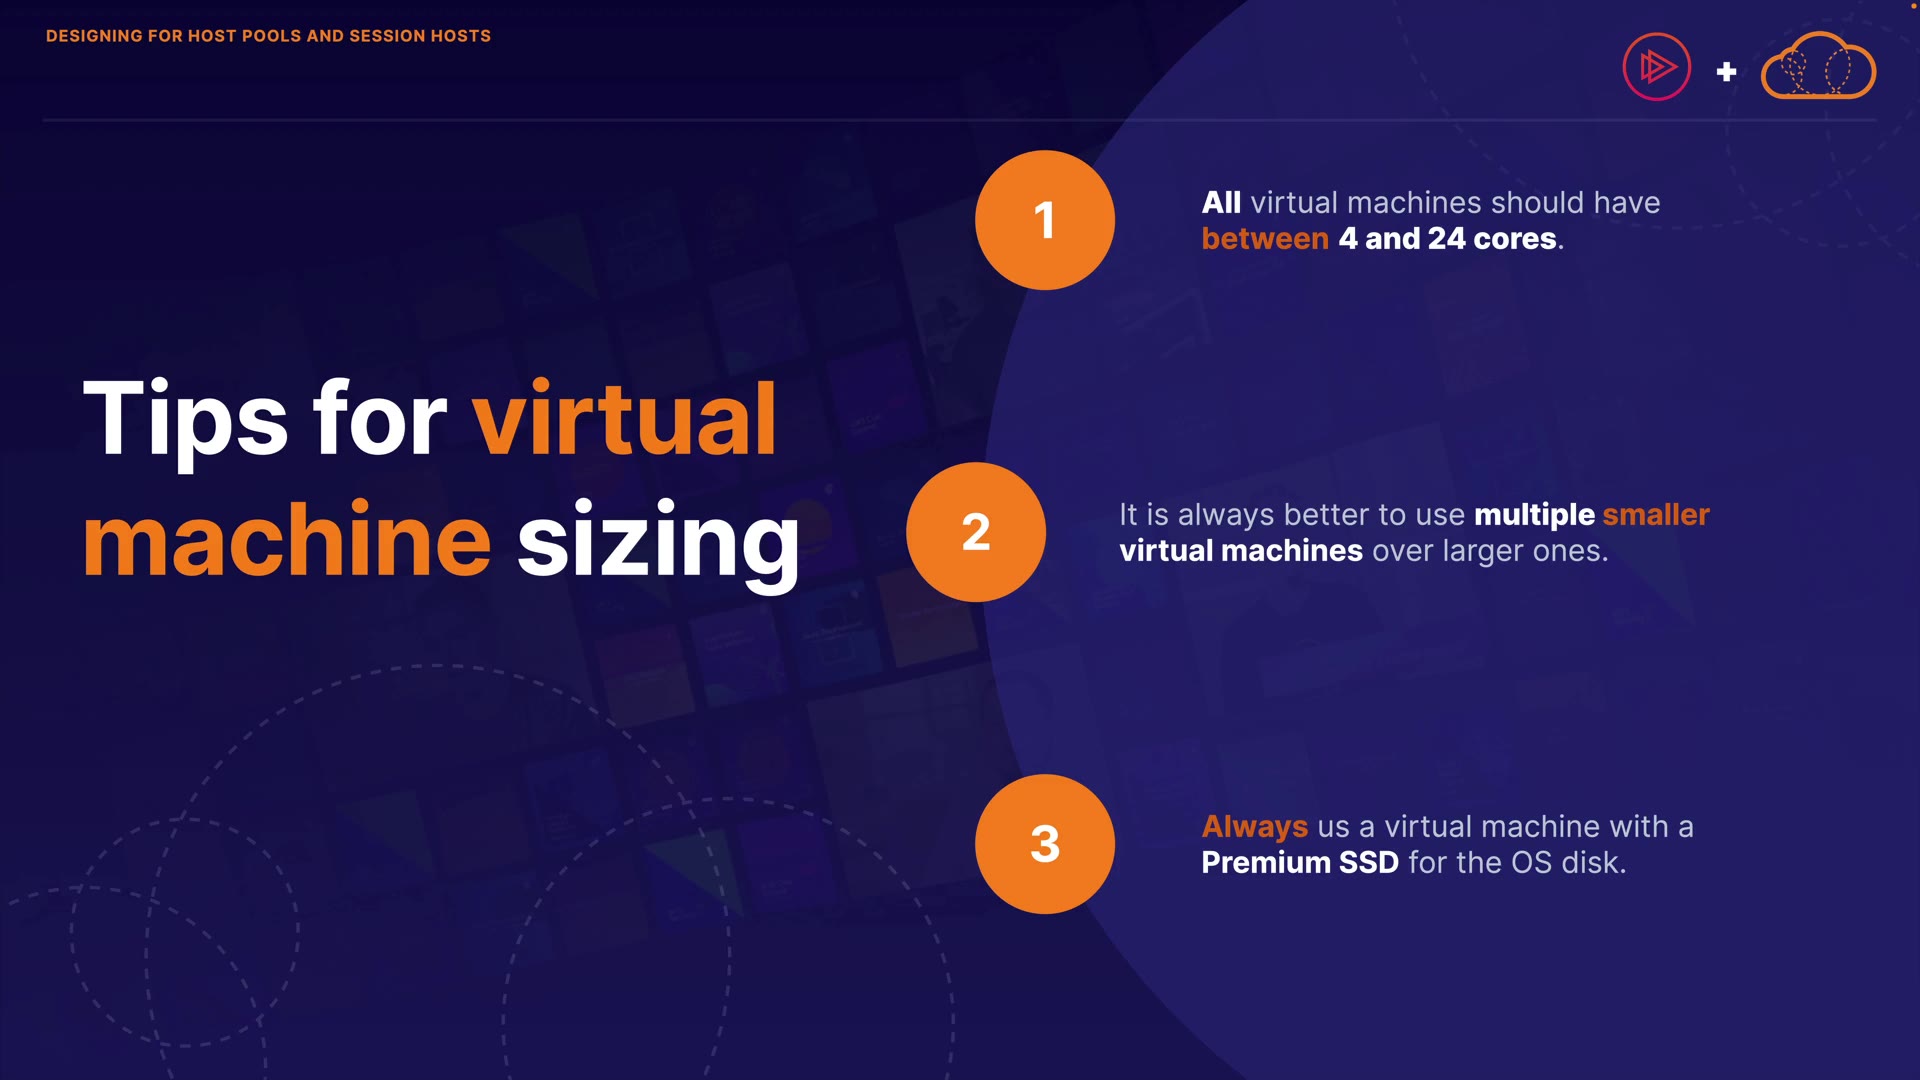 DESIGNING FOR HOST POOLS AND SESSION HOSTS
Tips for virtual
machine sizing
1
All virtual machines should have
between 4 and 24 cores.
2
It is always better to use multiple smaller
virtual machines over larger ones.
3
Always us a virtual machine with a
Premium SSD for the OS disk.